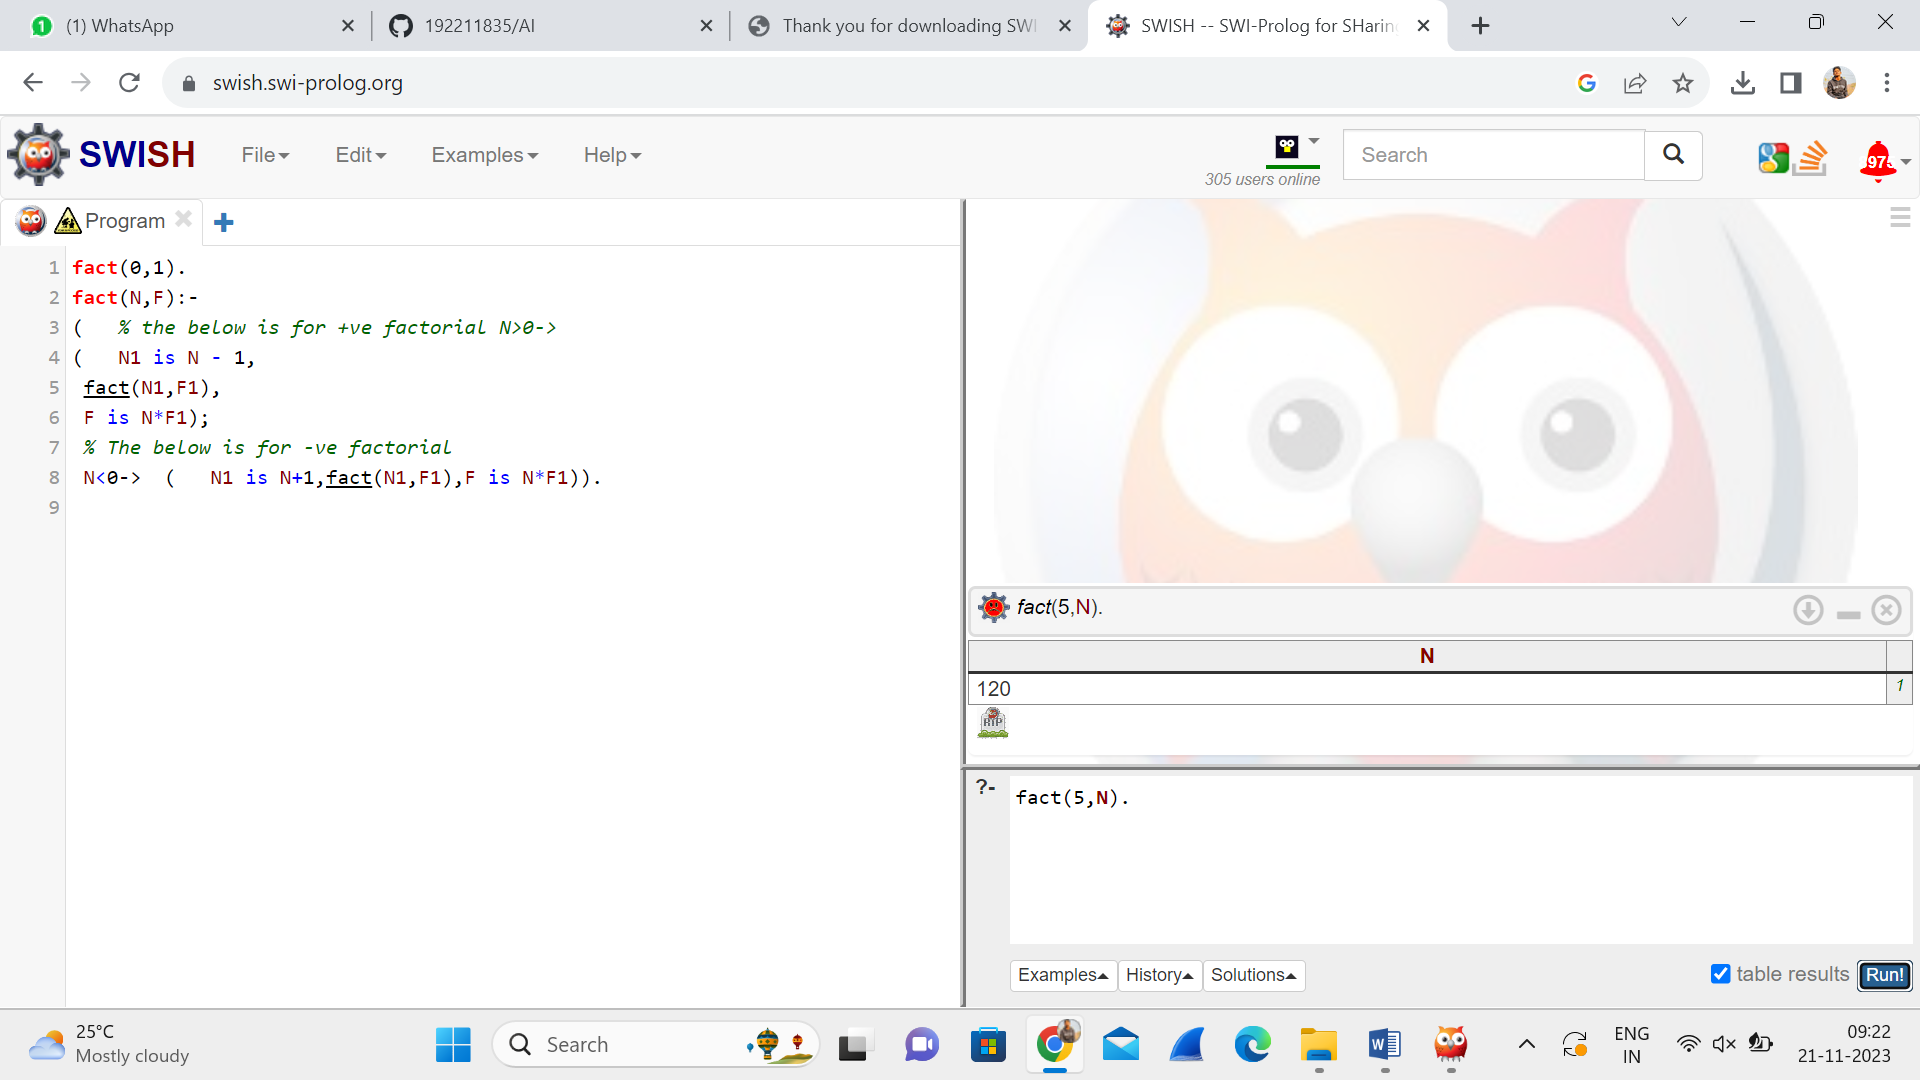 (1) WhatsApp
192211835/AI
Thank you for downloading SWI
SWISH -- SWI-Prolog for SHarin
swish.swi-prolog.org
SWISH
File
Edit
Examples
Help
305 users online
Search
Program
1 fact(0,1).
2 fact(N,F):-
3 (   % the below is for +ve factorial N>0->
4 (   N1 is N - 1,
5 fact(N1,F1),
6 F is N*F1);
7 % The below is for -ve factorial
8 N<0->  (   N1 is N+1,fact(N1,F1),F is N*F1)).
9
fact(5,N).
N
120
1
RIP
?-
fact(5,N).
Examples
History
Solutions
table results
Run!
25°C
Mostly cloudy
Search
ENG
IN
09:22
21-11-2023